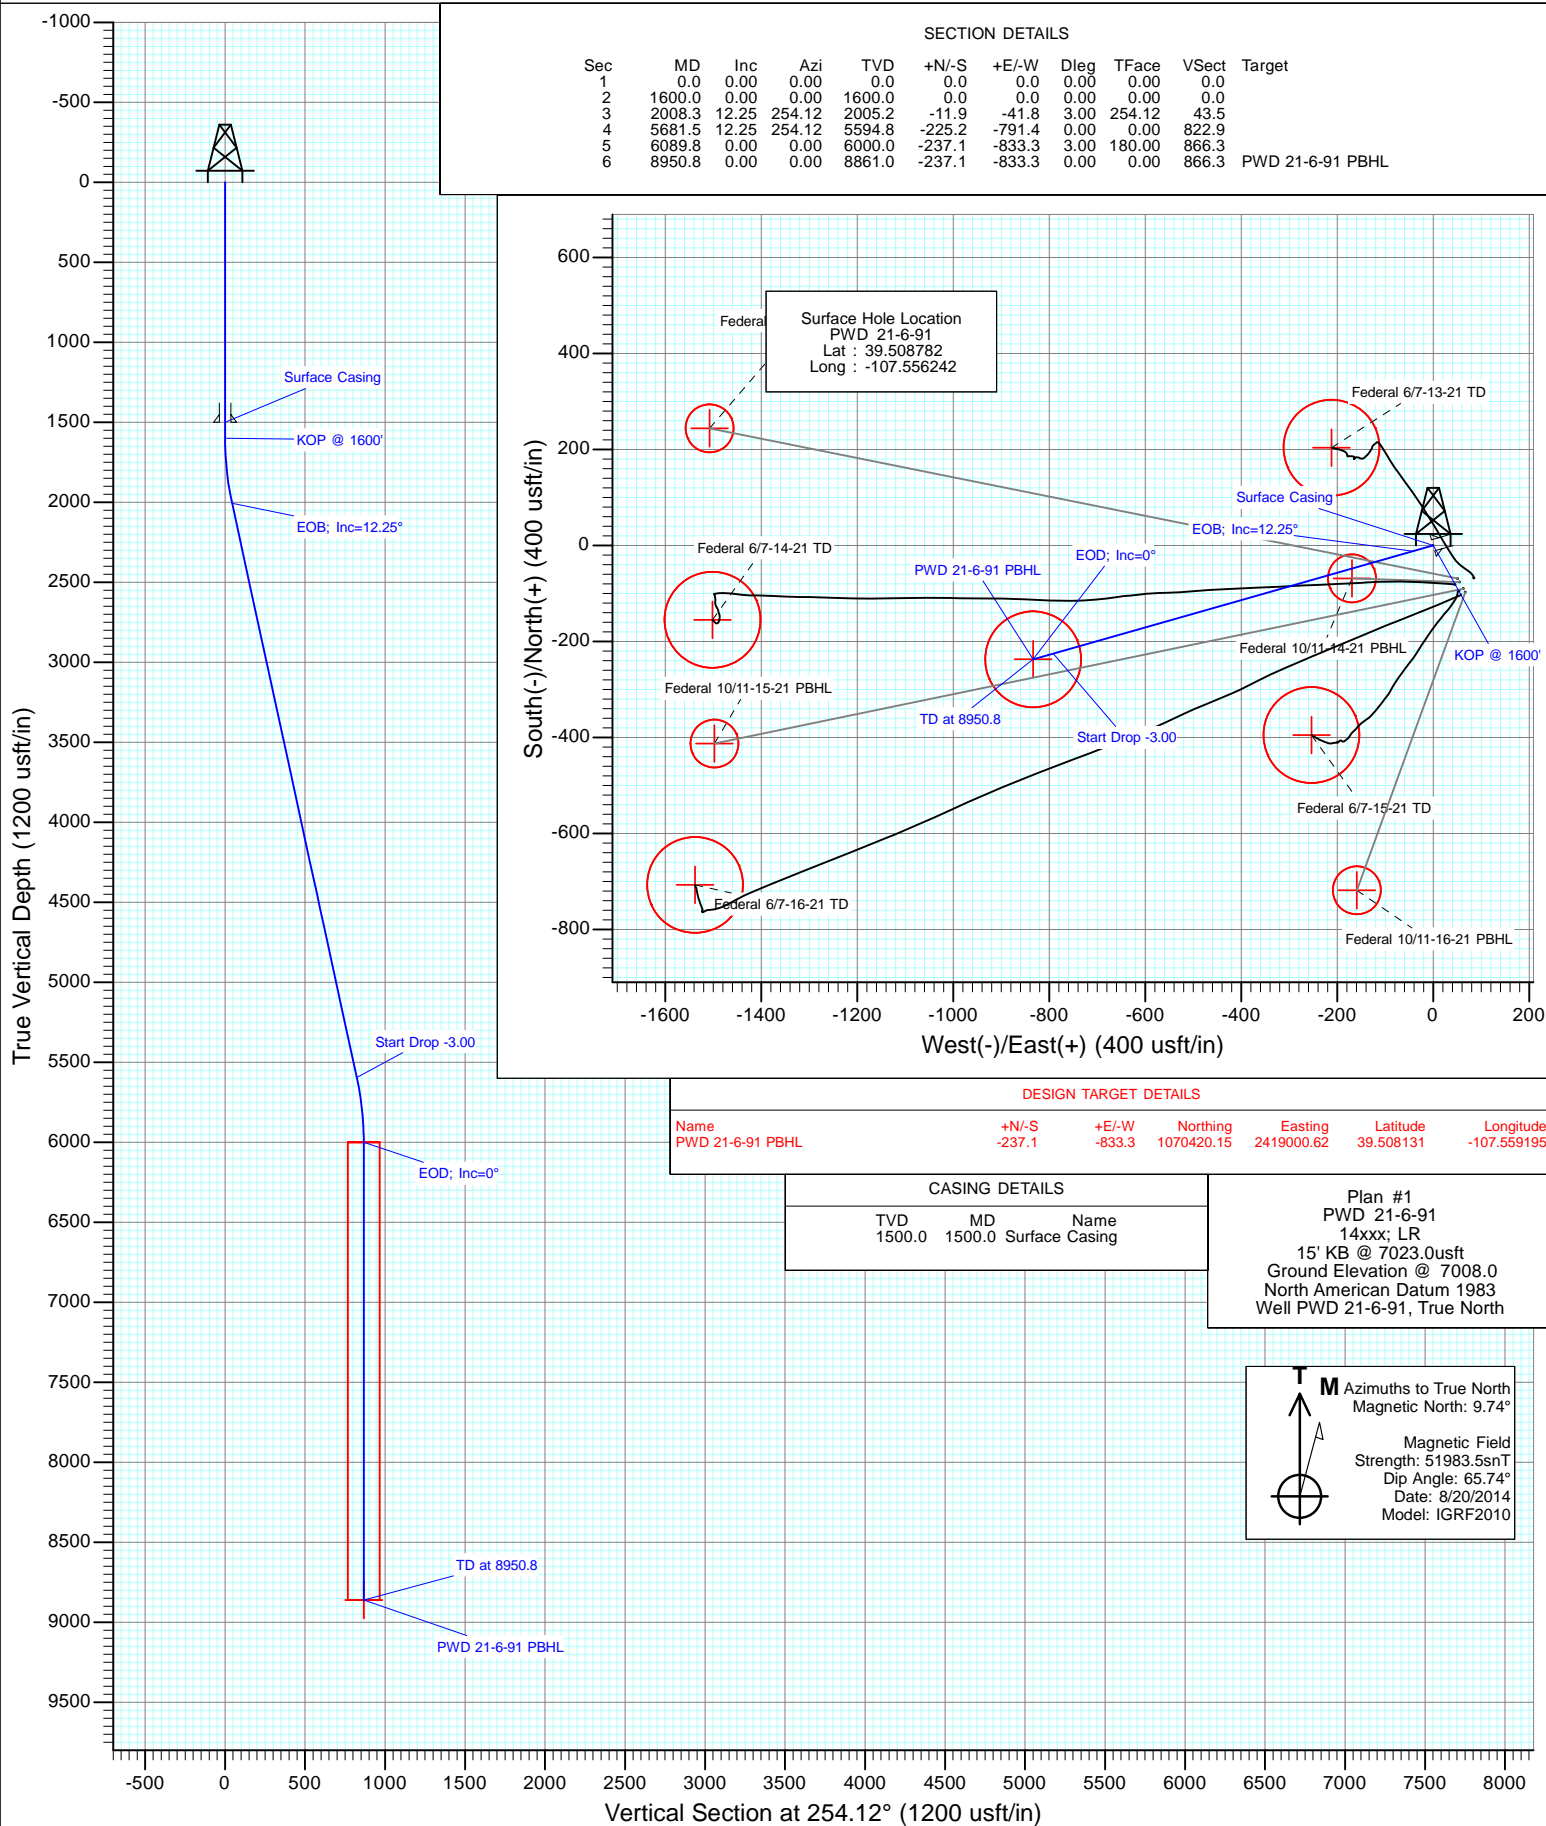 SECTION DETAILS
Sec MD Inc Azi TVD +N/-S +E/-W Dleg TFace VSect Target
1 0.0 0.00 0.00 0.0 0.0 0.0 0.00 0.00 0.0
2 1600.0 0.00 0.00 1600.0 0.0 0.0 0.00 0.00 0.0
3 2008.3 12.25 254.12 2005.2 -11.9 -41.8 3.00 254.12 43.5
4 5681.5 12.25 254.12 5594.8 -225.2 -791.4 0.00 0.00 822.9
5 6089.8 0.00 0.00 6000.0 -237.1 -833.3 3.00 180.00 866.3
6 8950.8 0.00 0.00 8861.0 -237.1 -833.3 0.00 0.00 866.3 PWD 21-6-91 PBHL
True Vertical Depth (1200 usft/in)
-1000
-500
0
500
1000
1500
2000
2500
3000
3500
4000
4500
5000
5500
6000
6500
7000
7500
8000
8500
9000
9500
Surface Casing
KOP @ 1600'
EOB; Inc=12.25°
Start Drop -3.00
EOD; Inc=0°
TD at 8950.8
PWD 21-6-91 PBHL
-500 0 500 1000 1500 2000 2500 3000 3500 4000 4500 5000 5500 6000 6500 7000 7500 8000
Vertical Section at 254.12° (1200 usft/in)
South(-)/North(+) (400 usft/in)
600
400
200
0
-200
-400
-600
-800
Federal
Surface Hole Location
PWD 21-6-91
Lat : 39.508782
Long : -107.556242
Federal 6/7-13-21 TD
Surface Casing
EOB; Inc=12.25°
Federal 6/7-14-21 TD
EOD; Inc=0°
PWD 21-6-91 PBHL
Federal 10/11-14-21 PBHL
KOP @ 1600'
Federal 10/11-15-21 PBHL
TD at 8950.8
Start Drop -3.00
Federal 6/7-15-21 TD
Federal 6/7-16-21 TD
Federal 10/11-16-21 PBHL
-1600 -1400 -1200 -1000 -800 -600 -400 -200 0 200
West(-)/East(+) (400 usft/in)
DESIGN TARGET DETAILS
Name +N/-S +E/-W Northing Easting Latitude Longitude
PWD 21-6-91 PBHL -237.1 -833.3 1070420.15 2419000.62 39.508131 -107.559195
CASING DETAILS
TVD MD Name
1500.0 1500.0 Surface Casing
Plan #1
PWD 21-6-91
14xxx; LR
15' KB @ 7023.0usft
Ground Elevation @ 7008.0
North American Datum 1983
Well PWD 21-6-91, True North
T
M Azimuths to True North
Magnetic North: 9.74°
Magnetic Field
Strength: 51983.5snT
Dip Angle: 65.74°
Date: 8/20/2014
Model: IGRF2010